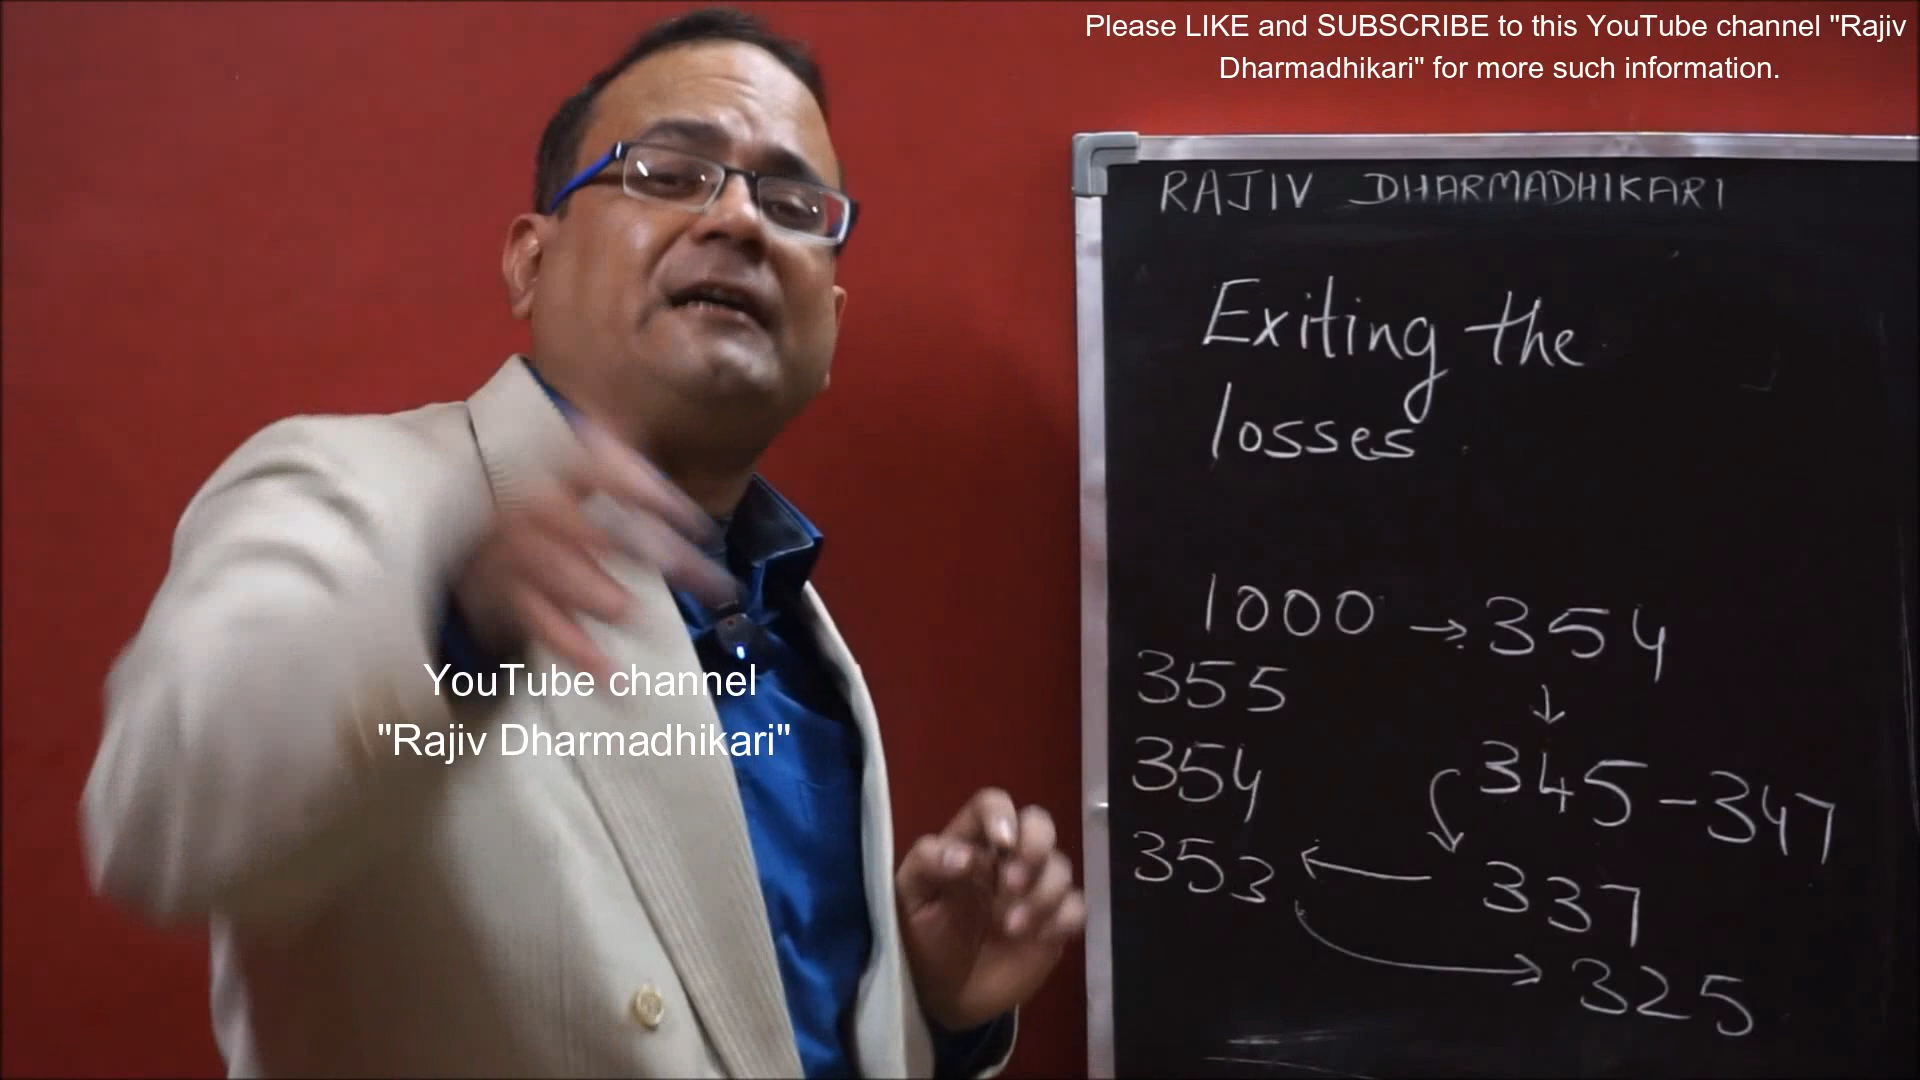 Please LIKE and SUBSCRIBE to this YouTube channel "Rajiv
Dharmadhikari" for more such information.
RAJIV DHARMADHIKARI
Exiting the
losses
1000 → 354
355
↓
354
345-347
353 ← 337
→ 325
YouTube channel
"Rajiv Dharmadhikari"